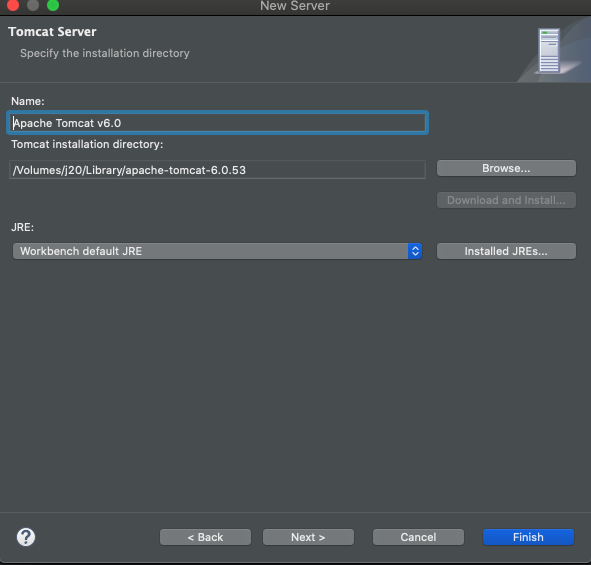 New Server
Tomcat Server
Specify the installation directory
Name:
Apache Tomcat v6.0
Tomcat installation directory:
/Volumes/j20/Library/apache-tomcat-6.0.53
Browse...
Download and Install...
JRE:
Workbench default JRE
Installed JREs...
?
< Back
Next >
Cancel
Finish